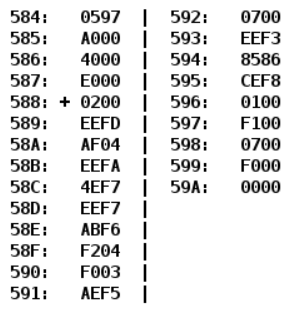 584: 0597 | 592: 0700
585: A000 | 593: EEF3
586: 4000 | 594: 8586
587: E000 | 595: CEF8
588: + 0200 | 596: 0100
589: EEFD | 597: F100
58A: AF04 | 598: 0700
58B: EEFA | 599: F000
58C: 4EF7 | 59A: 0000
58D: EEF7 |
58E: ABF6 |
58F: F204 |
590: F003 |
591: AEF5 |